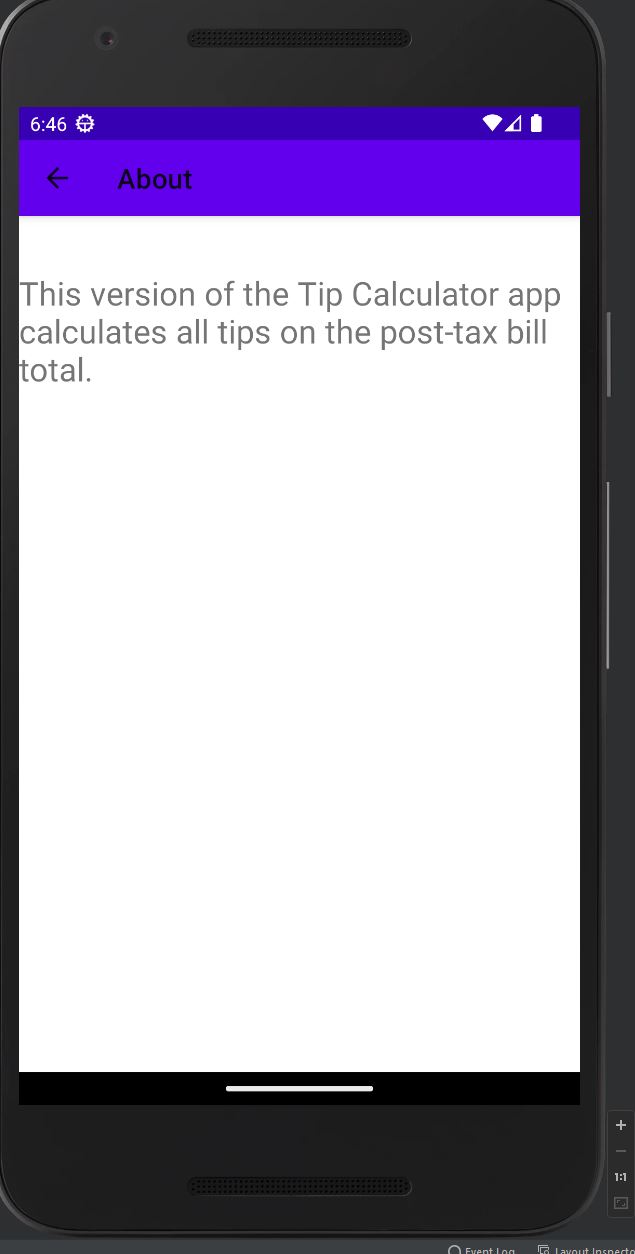 6:46
About
This version of the Tip Calculator app
calculates all tips on the post-tax bill
total.
1:1
Event Log Layout Inspecto